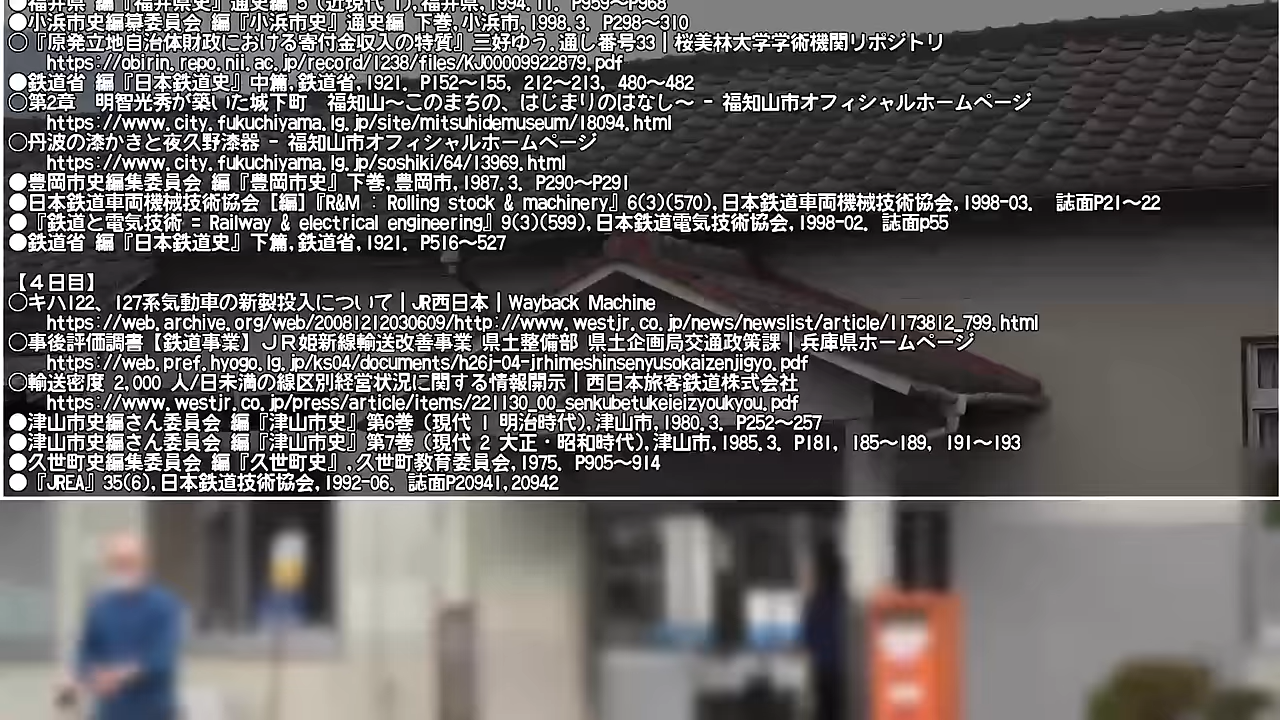 ●福井県 編『福井県史』通史編 5 (近現代 1),福井県,1994.11. P959～P968
●小浜市史編纂委員会 編『小浜市史』通史編 下巻,小浜市,1998.3. P298～310
○『原発立地自治体財政における寄付金収入の特質』三好ゆう.通し番号33 | 桜美林大学学術機関リポジトリ
https://obirin.repo.nii.ac.jp/record/1238/files/KJ00009922879.pdf
●鉄道省 編『日本鉄道史』中篇,鉄道省,1921. P152～155, 212～213, 480～482
○第2章 明智光秀が築いた城下町 福知山～このまちの、はじまりのはなし～ - 福知山市オフィシャルホームページ
https://www.city.fukuchiyama.lg.jp/site/mitsuhidemuseum/18094.html
○丹波の漆かきと夜久野漆器 - 福知山市オフィシャルホームページ
https://www.city.fukuchiyama.lg.jp/soshiki/64/13969.html
●豊岡市史編集委員会 編『豊岡市史』下巻,豊岡市,1987.3. P290～P291
●日本鉄道車両機械技術協会 [編]『R&M : Rolling stock & machinery』6(3)(570),日本鉄道車両機械技術協会,1998-03. 誌面P21～22
●『鉄道と電気技術 = Railway & electrical engineering』9(3)(599),日本鉄道電気技術協会,1998-02. 誌面p55
●鉄道省 編『日本鉄道史』下篇,鉄道省,1921. P516～527
【4日目】
○キハ122、127系気動車の新製投入について | JR西日本 | Wayback Machine
https://web.archive.org/web/20081212030609/http://www.westjr.co.jp/news/newslist/article/1173812_799.html
○事後評価調書【鉄道事業】ＪＲ姫新線輸送改善事業 県土整備部 県土企画局交通政策課 | 兵庫県ホームページ
https://web.pref.hyogo.lg.jp/ks04/documents/h26j-04-jrhimeshinsenyusokaizenjigyo.pdf
○輸送密度 2,000 人/日未満の線区別経営状況に関する情報開示 | 西日本旅客鉄道株式会社
https://www.westjr.co.jp/press/article/items/221130_00_senkubetukeieizyoukyou.pdf
●津山市史編さん委員会 編『津山市史』第6巻 (現代 1 明治時代),津山市,1980.3. P252～257
●津山市史編さん委員会 編『津山市史』第7巻 (現代 2 大正・昭和時代),津山市,1985.3. P181, 185～189, 191～193
●久世町史編集委員会 編『久世町史』,久世町教育委員会,1975. P905～914
●『JREA』35(6),日本鉄道技術協会,1992-06. 誌面P20941,20942